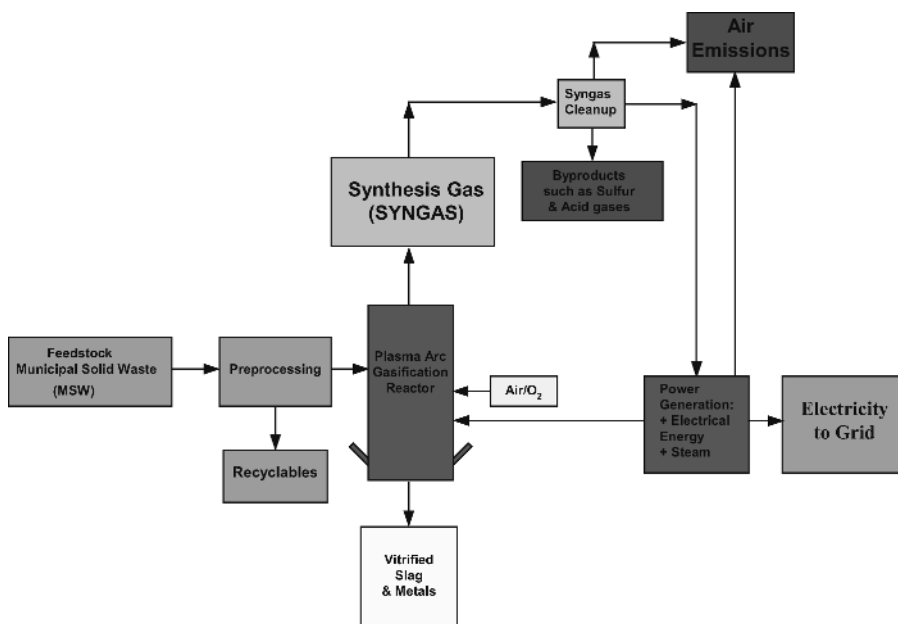 Air
Emissions
Syngas
Cleanup
Byproducts
such as Sulfur
& Acid gases
Synthesis Gas
(SYNGAS)
Feedstock
Municipal Solid Waste
(MSW)
Preprocessing
Plasma Arc
Gasification
Reactor
Air/O₂
Power
Generation:
+ Electrical
Energy
+ Steam
Electricity
to Grid
Recyclables
Vitrified
Slag
& Metals